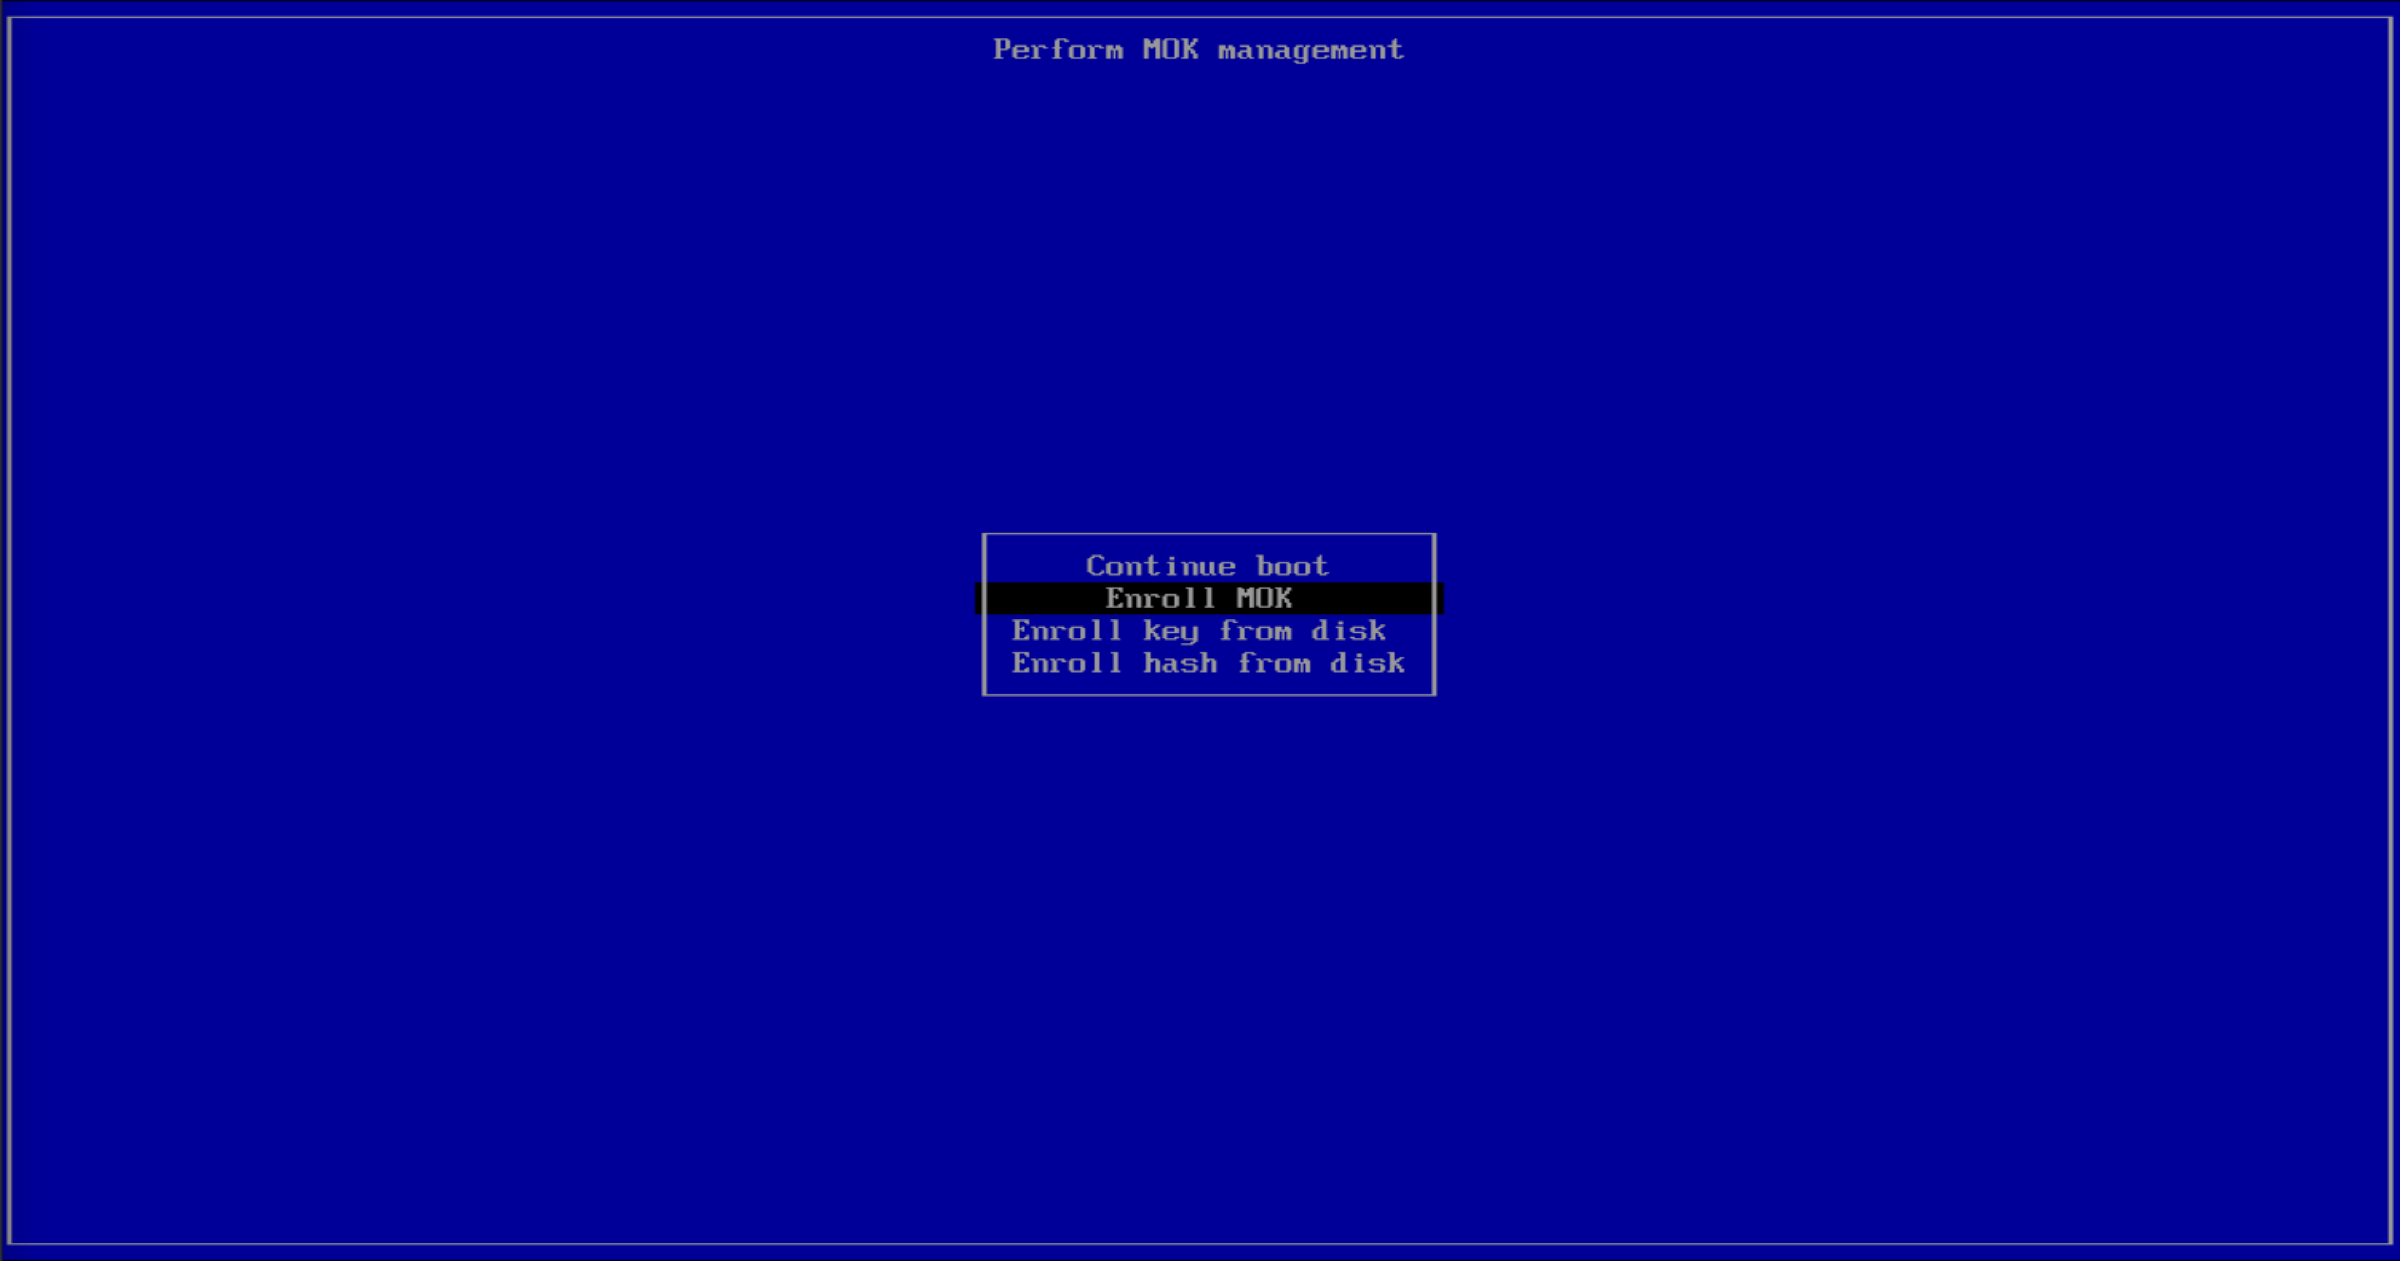 Perform MOK management
Continue boot
Enroll MOK
Enroll key from disk
Enroll hash from disk